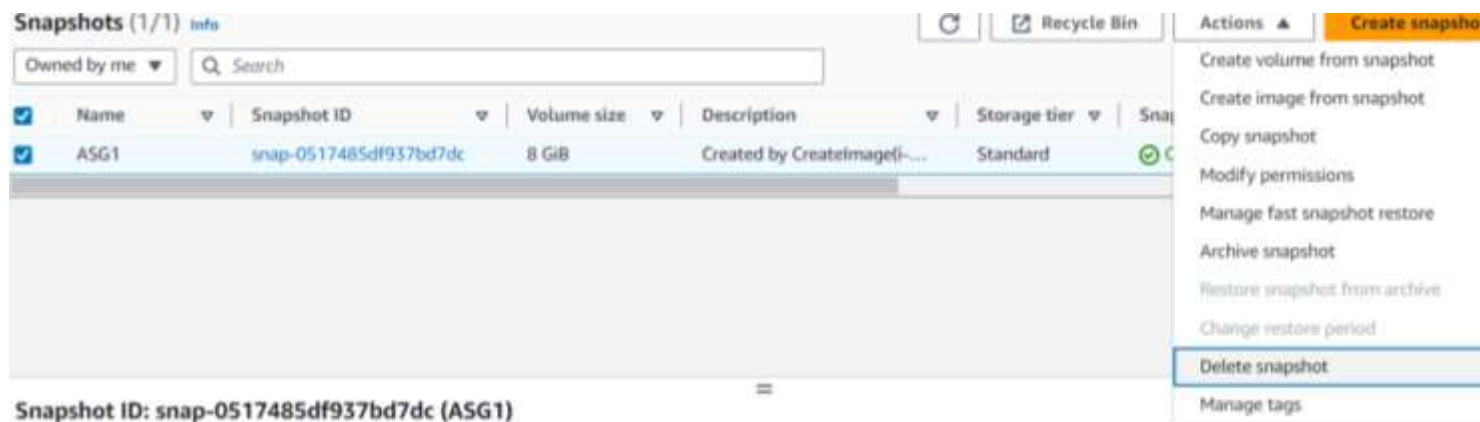 Snapshots (1/1) Info
Recycle Bin
Actions
Create snapsho
Owned by me
Search
Create volume from snapshot
Create image from snapshot
Name
Snapshot ID
Volume size
Description
Storage tier
Snap
Copy snapshot
ASG1
snap-0517485df937bd7dc
8 GiB
Created by CreateImage(i-...
Standard
C
Modify permissions
Manage fast snapshot restore
Archive snapshot
Restore snapshot from archive
Change restore period
Delete snapshot
Manage tags
Snapshot ID: snap-0517485df937bd7dc (ASG1)